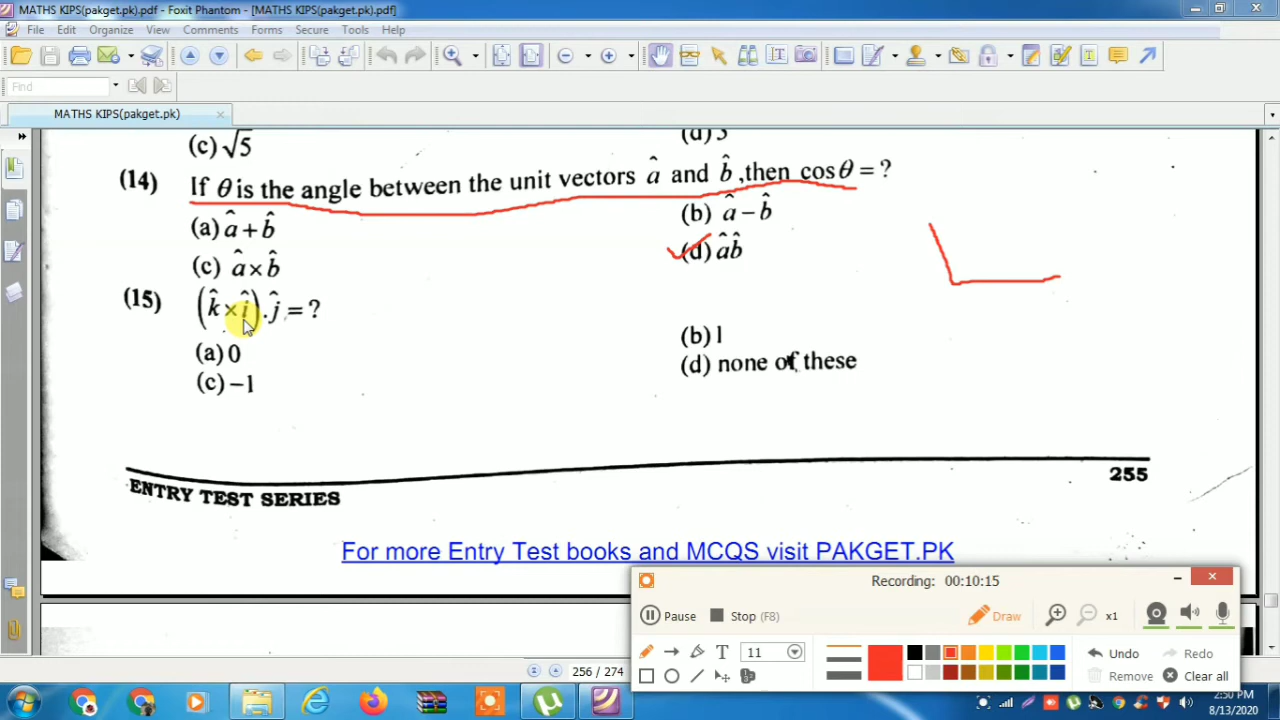 MATHS KIPS(pakget.pk).pdf - Foxit Phantom - [MATHS KIPS(pakget.pk).pdf]
File Edit Organize View Comments Forms Secure Tools Help
Find
MATHS KIPS(pakget.pk)
(c) √5 (d) 3
(14) If θ is the angle between the unit vectors â and b̂ ,then cosθ = ?
(a) â + b̂ (b) â − b̂
(c) â × b̂ (d) âb̂
(15) (k̂ × î).ĵ = ?
(a) 0 (b) 1
(c) −1 (d) none of these
ENTRY TEST SERIES 255
For more Entry Test books and MCQS visit PAKGET.PK
Recording: 00:10:15
Pause Stop (F8) Draw x1
T 11 Undo Redo
Remove Clear all
256 / 274
2:50 PM
8/13/2020